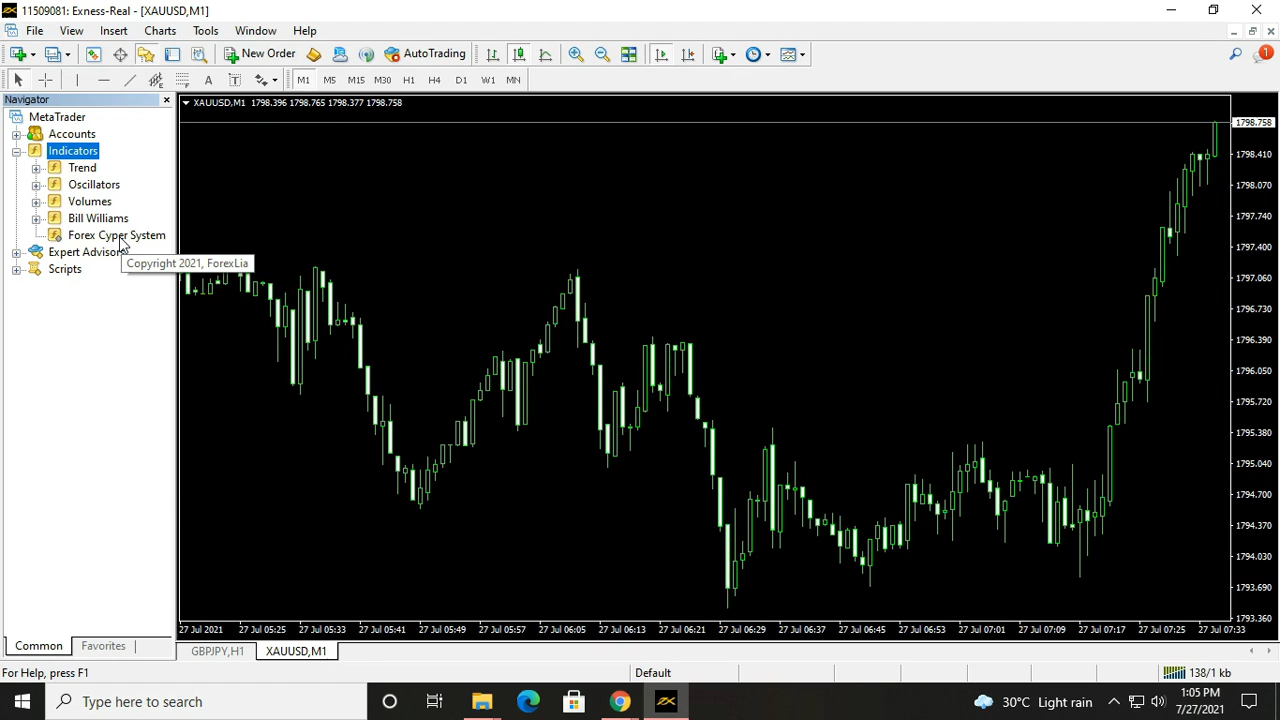 11509081: Exness-Real - [XAUUSD,M1]
File View Insert Charts Tools Window Help
New Order AutoTrading
1
A T M1 M5 M15 M30 H1 H4 D1 W1 MN
Navigator
MetaTrader
Accounts
Indicators
Trend
Oscillators
Volumes
Bill Williams
Forex Cyper System
Expert Advisors
Scripts
Copyright 2021, ForexLia
Common Favorites
XAUUSD,M1 1798.396 1798.765 1798.377 1798.758
1798.758
1798.410
1798.070
1797.740
1797.400
1797.060
1796.730
1796.390
1796.050
1795.720
1795.380
1795.040
1794.700
1794.370
1794.030
1793.690
1793.360
27 Jul 2021 27 Jul 05:25 27 Jul 05:33 27 Jul 05:41 27 Jul 05:49 27 Jul 05:57 27 Jul 06:05 27 Jul 06:13 27 Jul 06:21 27 Jul 06:29 27 Jul 06:37 27 Jul 06:45 27 Jul 06:53 27 Jul 07:01 27 Jul 07:09 27 Jul 07:17 27 Jul 07:25 27 Jul 07:33
GBPJPY,H1 XAUUSD,M1
For Help, press F1 Default 138/1 kb
Type here to search 30°C Light rain 1:05 PM
7/27/2021